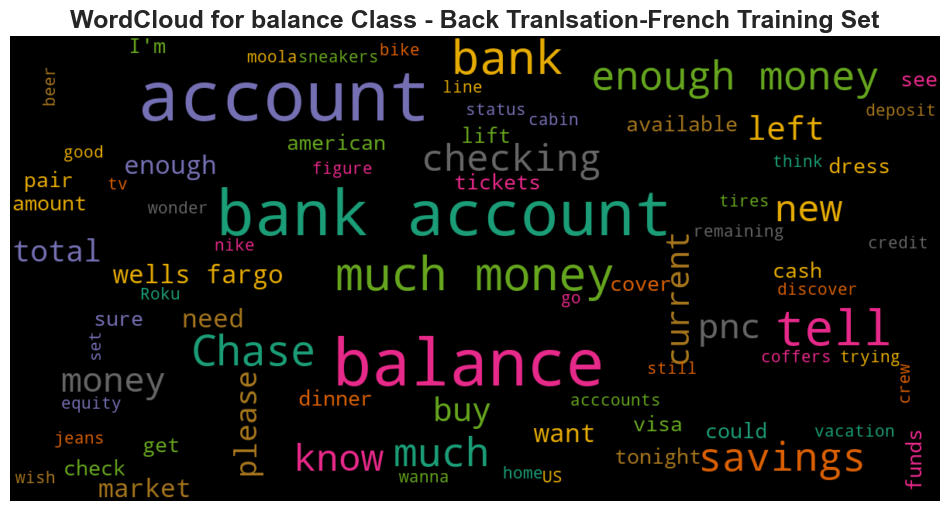 WordCloud for balance Class - Back Tranlsation-French Training Set
I'm
moola
sneakers
bike
bank
beer
account
line
enough money
see
status
cabin
deposit
american
lift
available
left
good
enough
figure
checking
think
dress
pair
tv
tickets
amount
wonder
bank account
tires
new
remaining
total
nike
current
credit
wells fargo
much money
cover
cash
Roku
go
discover
sure
need
pnc
tell
set
Chase
balance
coffers
trying
money
please
still
crew
equity
dinner
buy
acccounts
jeans
get
know
much
want
visa
could
vacation
funds
wish
check
market
wanna
home
US
tonight
savings